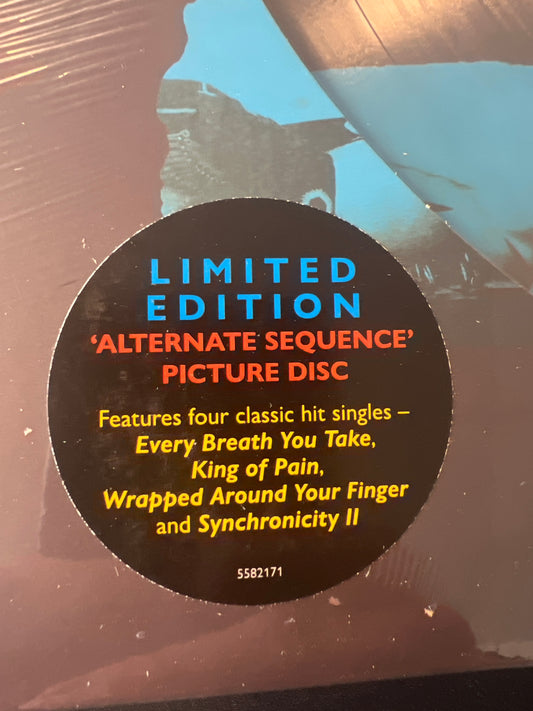 LIMITED
EDITION
‘ALTERNATE SEQUENCE’
PICTURE DISC
Features four classic hit singles –
Every Breath You Take,
King of Pain,
Wrapped Around Your Finger
and Synchronicity II
5582171